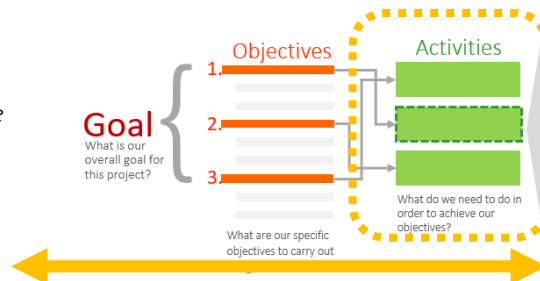 Objectives
Activities
1.
2.
3.
Goal
What is our
overall goal for
this project?
What are our specific
objectives to carry out
What do we need to do in
order to achieve our
objectives?